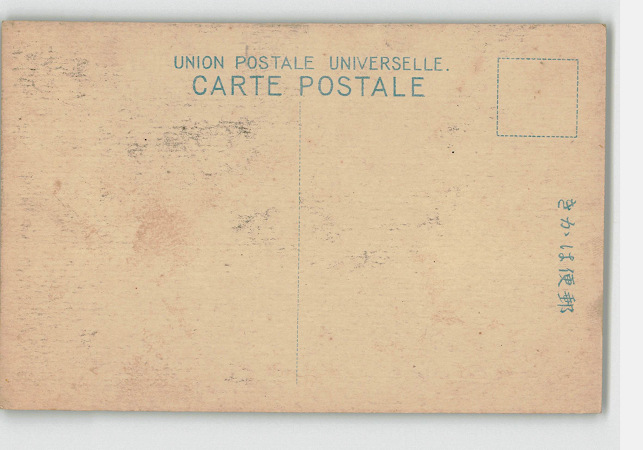 UNION POSTALE UNIVERSELLE.
CARTE POSTALE
きかは便郵